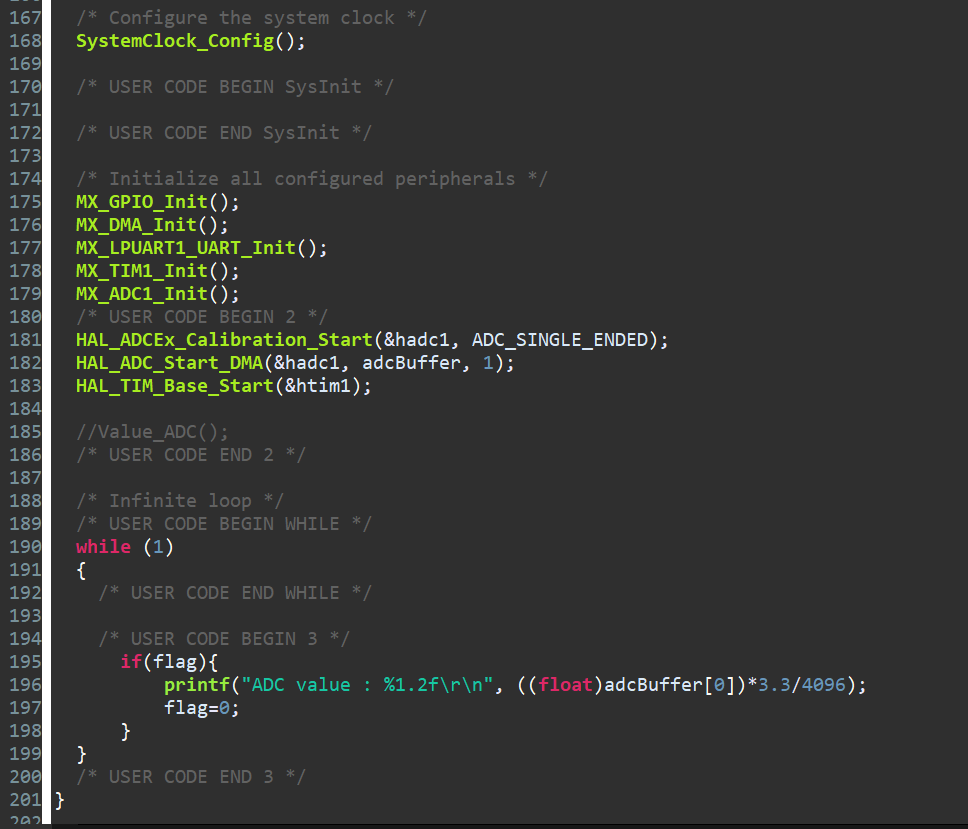 167 /* Configure the system clock */
168 SystemClock_Config();
169
170 /* USER CODE BEGIN SysInit */
171
172 /* USER CODE END SysInit */
173
174 /* Initialize all configured peripherals */
175 MX_GPIO_Init();
176 MX_DMA_Init();
177 MX_LPUART1_UART_Init();
178 MX_TIM1_Init();
179 MX_ADC1_Init();
180 /* USER CODE BEGIN 2 */
181 HAL_ADCEx_Calibration_Start(&hadc1, ADC_SINGLE_ENDED);
182 HAL_ADC_Start_DMA(&hadc1, adcBuffer, 1);
183 HAL_TIM_Base_Start(&htim1);
184
185 //Value_ADC();
186 /* USER CODE END 2 */
187
188 /* Infinite loop */
189 /* USER CODE BEGIN WHILE */
190 while (1)
191 {
192 /* USER CODE END WHILE */
193
194 /* USER CODE BEGIN 3 */
195 if(flag){
196 printf("ADC value : %1.2f\r\n", ((float)adcBuffer[0])*3.3/4096);
197 flag=0;
198 }
199 }
200 /* USER CODE END 3 */
201 }
202